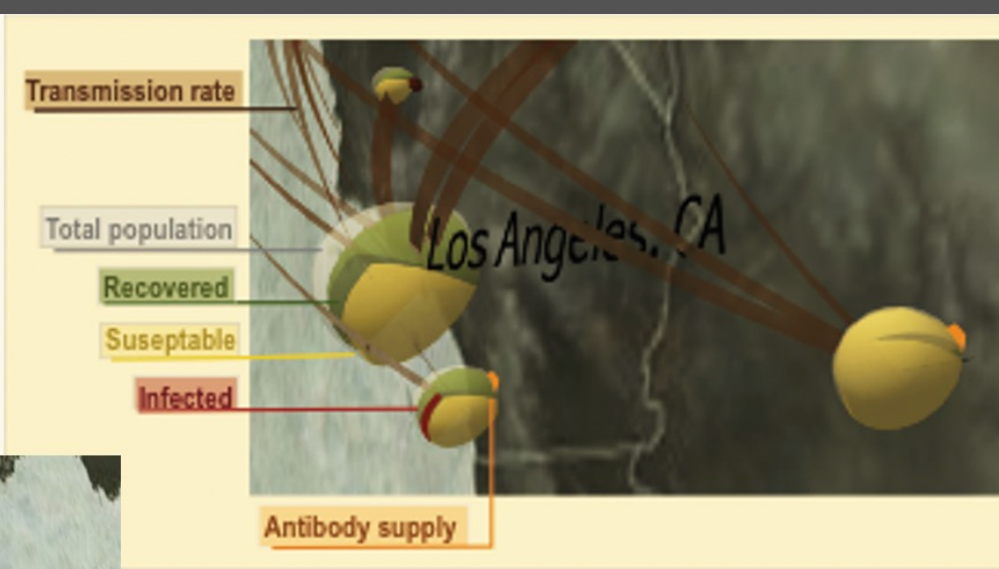 Transmission rate
Total population
Los Angeles, CA
Recovered
Suseptable
Infected
Antibody supply